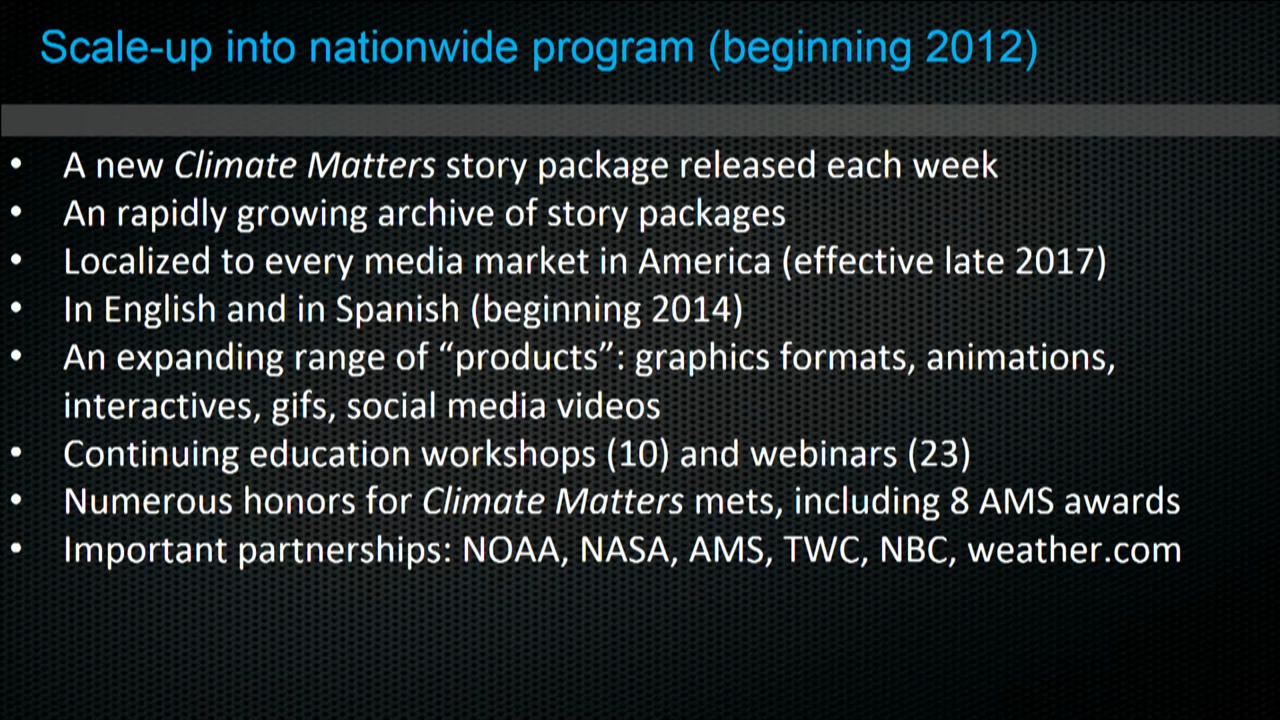 Scale-up into nationwide program (beginning 2012)
• A new Climate Matters story package released each week
• An rapidly growing archive of story packages
• Localized to every media market in America (effective late 2017)
• In English and in Spanish (beginning 2014)
• An expanding range of “products”: graphics formats, animations,
interactives, gifs, social media videos
• Continuing education workshops (10) and webinars (23)
• Numerous honors for Climate Matters mets, including 8 AMS awards
• Important partnerships: NOAA, NASA, AMS, TWC, NBC, weather.com